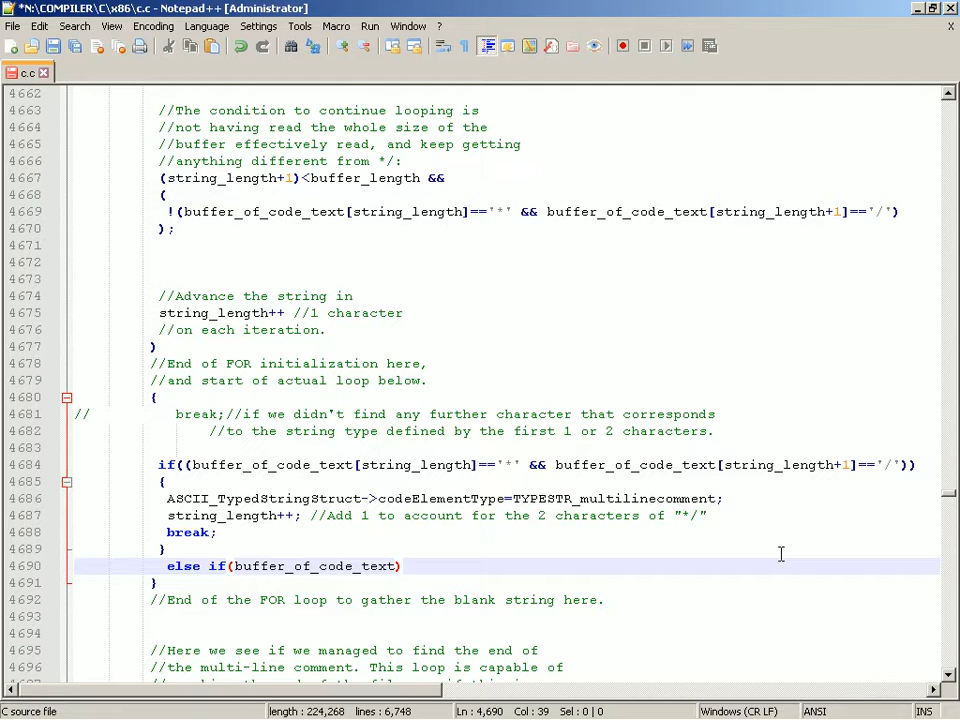 *N:\COMPILER\C\x86\c.c - Notepad++ [Administrator]
File Edit Search View Encoding Language Settings Tools Macro Run Window ? X
c.c
4662
4663 //The condition to continue looping is
4664 //not having read the whole size of the
4665 //buffer effectively read, and keep getting
4666 //anything different from */:
4667 (string_length+1)<buffer_length &&
4668 (
4669 !(buffer_of_code_text[string_length]=='*' && buffer_of_code_text[string_length+1]=='/')
4670 );
4671
4672
4673
4674 //Advance the string in
4675 string_length++ //1 character
4676 //on each iteration.
4677 )
4678 //End of FOR initialization here,
4679 //and start of actual loop below.
4680 {
4681 // break;//if we didn't find any further character that corresponds
4682 //to the string type defined by the first 1 or 2 characters.
4683
4684 if((buffer_of_code_text[string_length]=='*' && buffer_of_code_text[string_length+1]=='/'))
4685 {
4686 ASCII_TypedStringStruct->codeElementType=TYPESTR_multilinecomment;
4687 string_length++; //Add 1 to account for the 2 characters of "*/"
4688 break;
4689 }
4690 else if(buffer_of_code_text)
4691 }
4692 //End of the FOR loop to gather the blank string here.
4693
4694
4695 //Here we see if we managed to find the end of
4696 //the multi-line comment. This loop is capable of
C source file length : 224,268 lines : 6,748 Ln : 4,690 Col : 39 Sel : 0 | 0 Windows (CR LF) ANSI INS